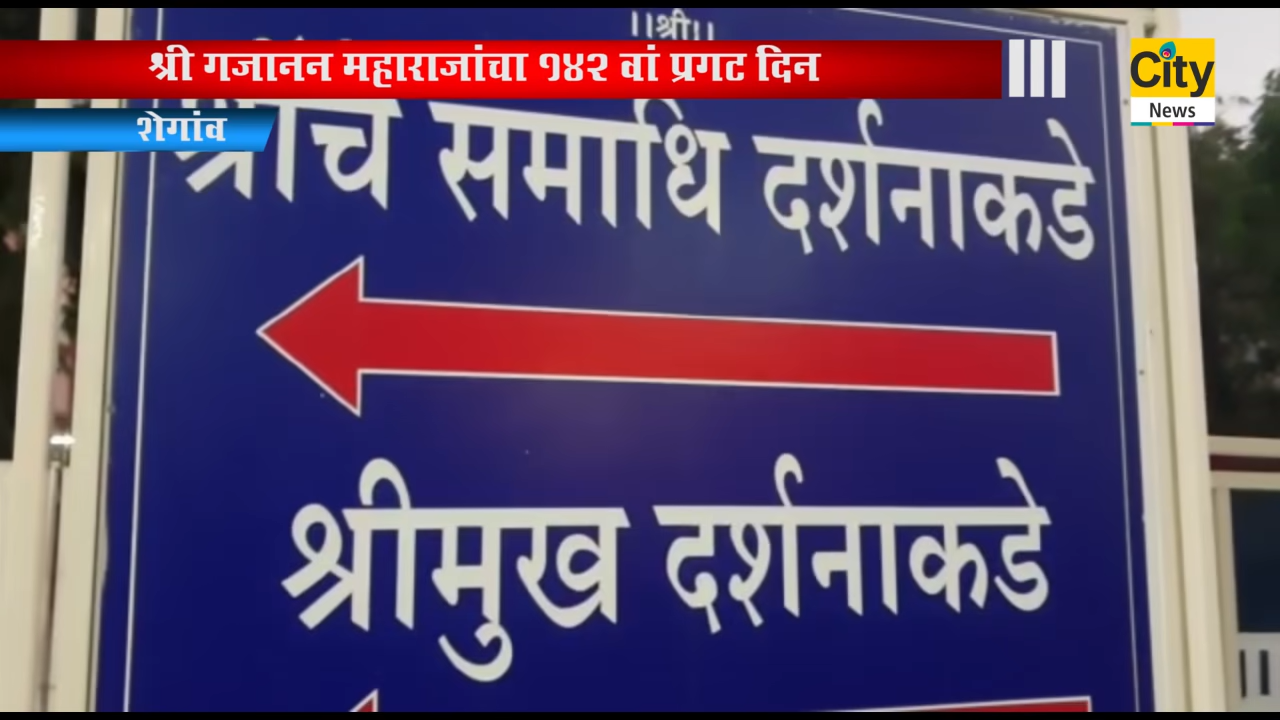 ॥श्री॥
श्री गजानन महाराजांचा १४२ वां प्रगट दिन
City
News
शेगांव
समाधि दर्शनाकडे
श्रीमुख दर्शनाकडे